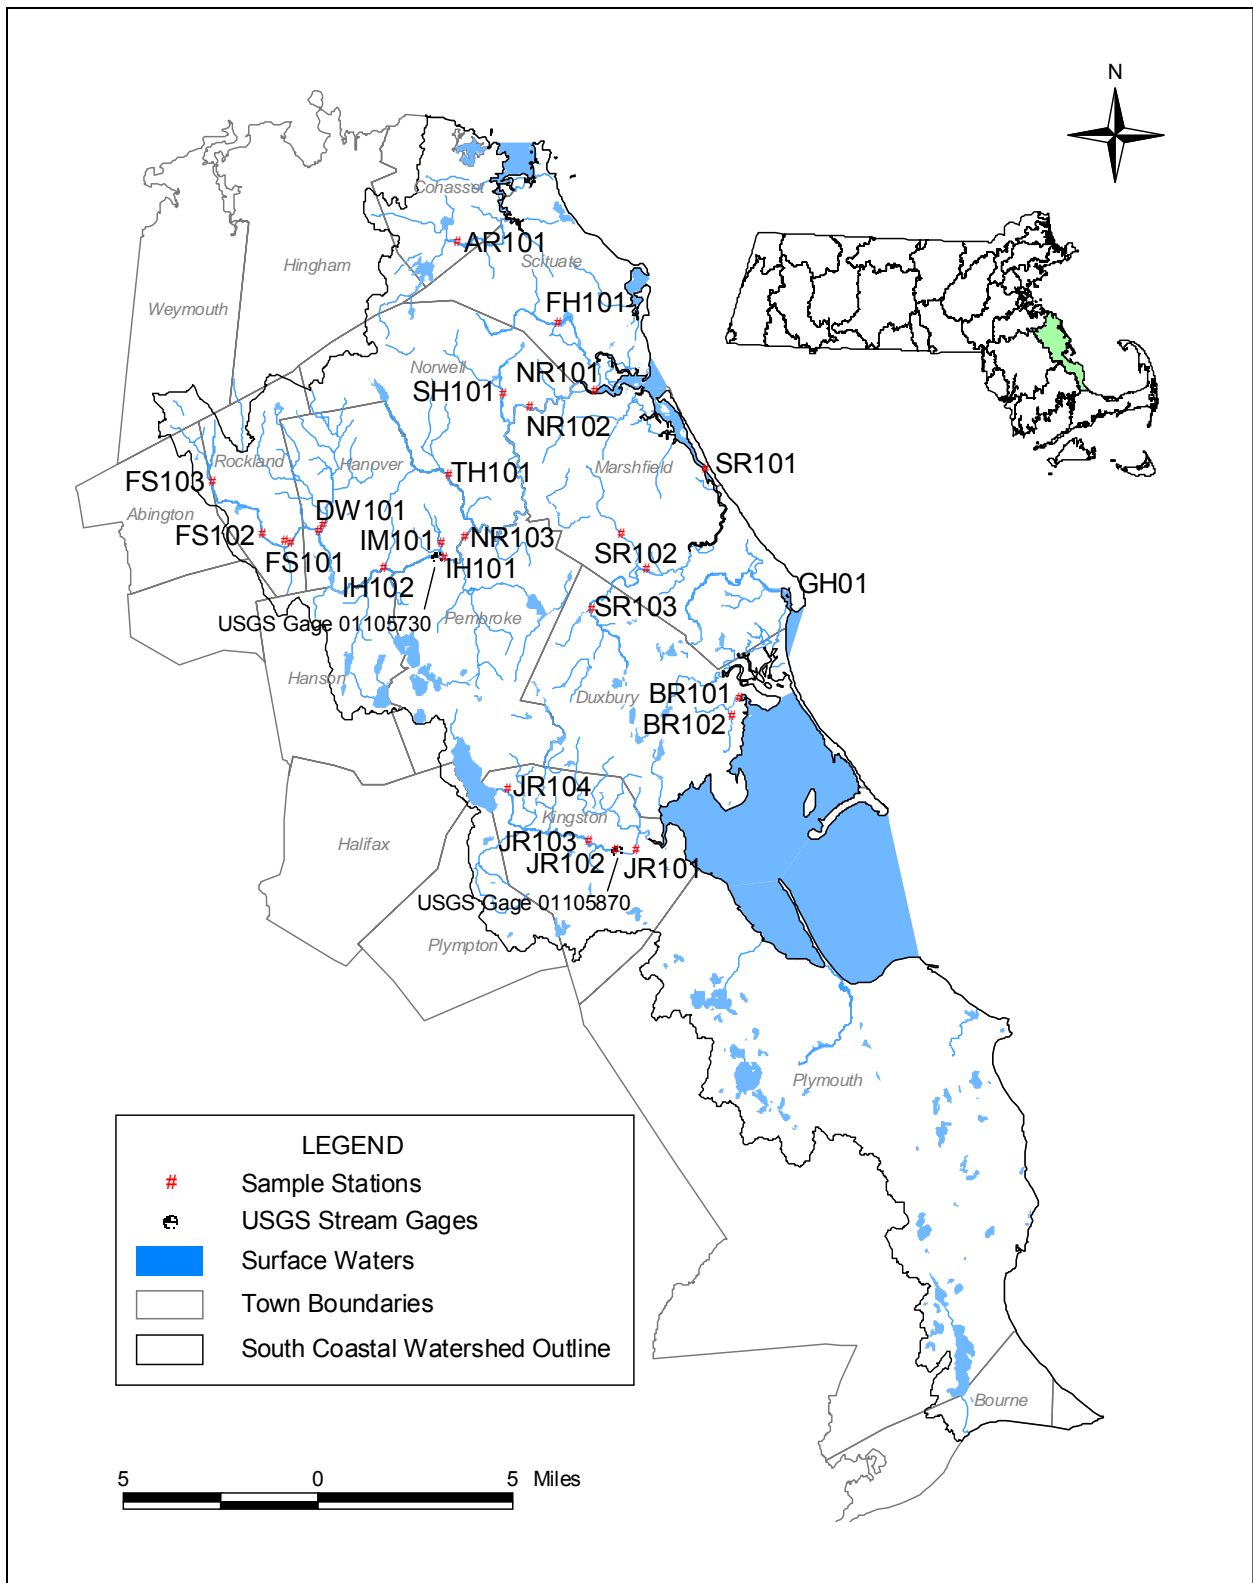 N
Cohasset
AR101
Scituate
Hingham
Weymouth
FH101
Norwell
NR101
SH101
NR102
Rockland
Hanover
Marshfield
SR101
TH101
FS103
Abington
DW101
FS102
IM101
NR103
FS101
SR102
IH101
IH102
GH01
SR103
USGS Gage 01105730
Pembroke
Hanson
Duxbury
BR101
BR102
JR104
Kingston
Halifax
JR103
JR102
JR101
USGS Gage 01105870
Plympton
Plymouth
LEGEND
# Sample Stations
USGS Stream Gages
Surface Waters
Town Boundaries
South Coastal Watershed Outline
Bourne
5 0 5 Miles